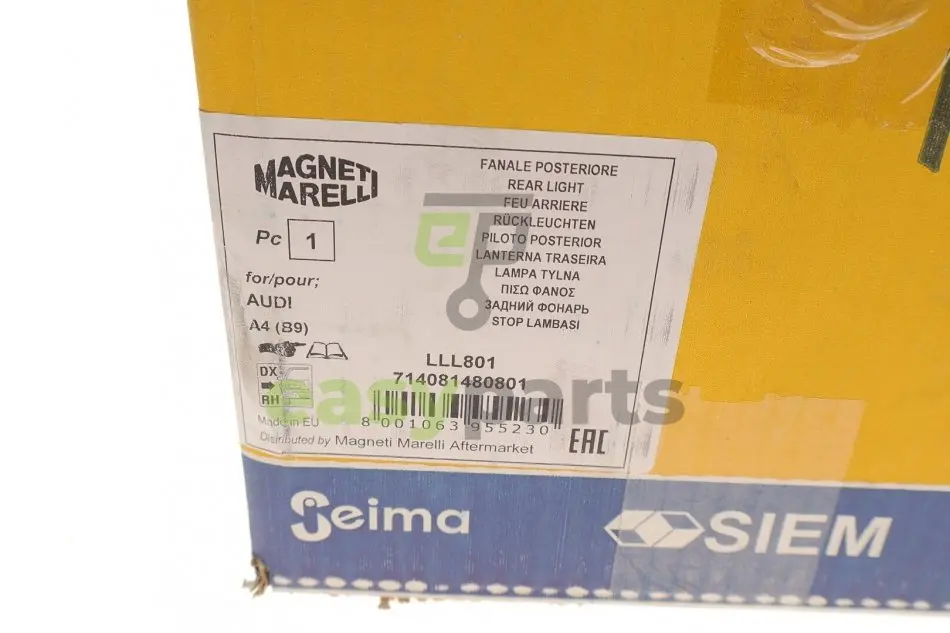 MAGNETI
MARELLI
Pc 1
for/pour;
AUDI
A4 (B9)
DX
RH
Made in EU
Distributed by Magneti Marelli Aftermarket
FANALE POSTERIORE
REAR LIGHT
FEU ARRIERE
RÜCKLEUCHTEN
PILOTO POSTERIOR
LANTERNA TRASEIRA
LAMPA TYLNA
ΠΙΣΩ ΦΑΝΟΣ
ЗАДНИЙ ФОНАРЬ
STOP LAMBASI
LLL801
714081480801
8 001063 955230
EAC
ep
easyparts
Seima
SIEM